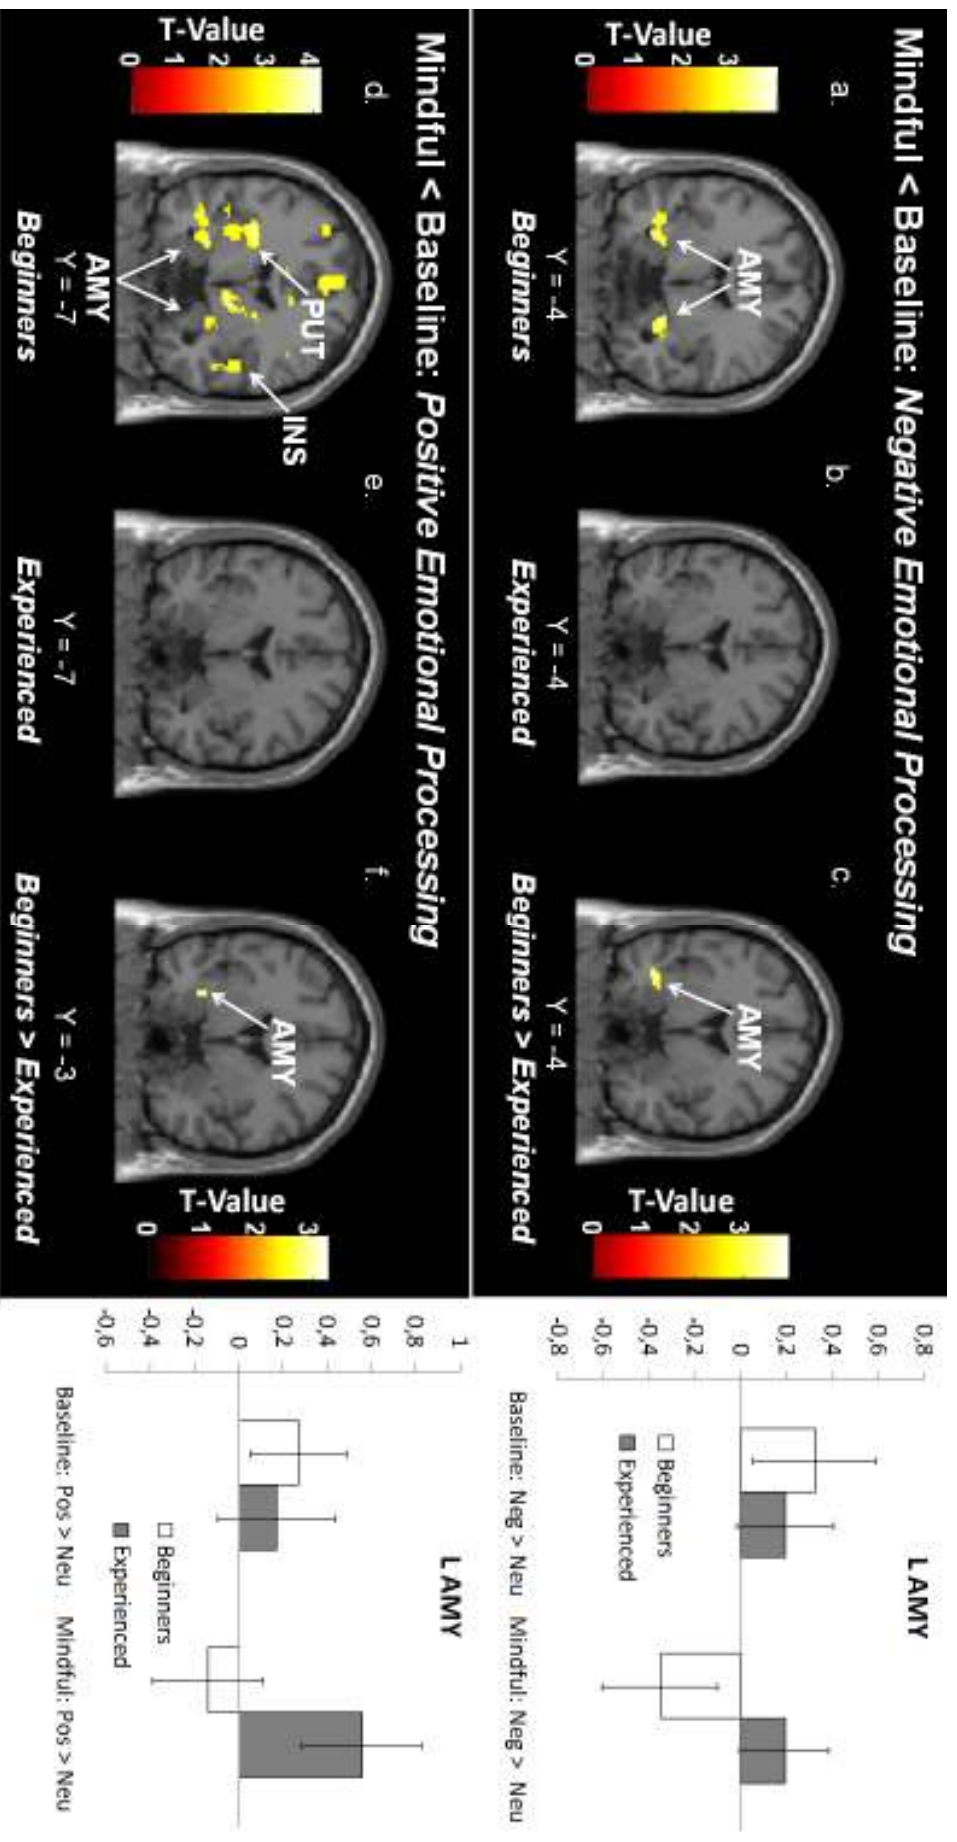 Mindful < Baseline: Negative Emotional Processing
a.
b.
c.
T-Value
0 1 2 3
AMY
AMY
T-Value
0 1 2 3
Y = -4
Y = -4
Y = -4
Beginners
Experienced
Beginners > Experienced
L AMY
0,8
0,6
0,4
0,2
0
-0,2
-0,4
-0,6
-0,8
Beginners
Experienced
Baseline: Neg > Neu
Mindful: Neg > Neu
Mindful < Baseline: Positive Emotional Processing
d.
e.
f.
T-Value
0 1 2 3 4
PUT
INS
AMY
AMY
T-Value
0 1 2 3
Y = -7
Y = -7
Y = -3
Beginners
Experienced
Beginners > Experienced
L AMY
1
0,8
0,6
0,4
0,2
0
-0,2
-0,4
-0,6
Beginners
Experienced
Baseline: Pos > Neu
Mindful: Pos > Neu